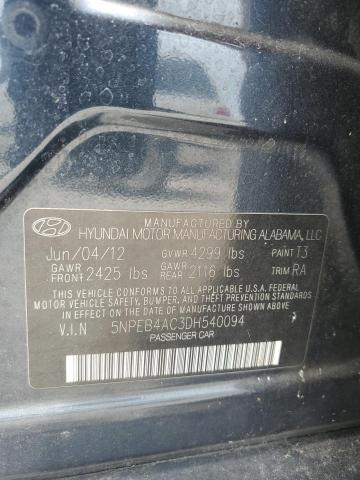 MANUFACTURED BY
HYUNDAI MOTOR MANUFACTURING ALABAMA, LLC
Jun/04/12 GVWR 4299 lbs PAINT T3
GAWR FRONT 2425 lbs GAWR REAR 2116 lbs TRIM RA
THIS VEHICLE CONFORMS TO ALL APPLICABLE FEDERAL
MOTOR VEHICLE SAFETY, BUMPER, AND THEFT PREVENTION STANDARDS
IN EFFECT ON THE DATE OF MANUFACTURE SHOWN ABOVE.
V.I.N 5NPEB4AC3DH540094
PASSENGER CAR